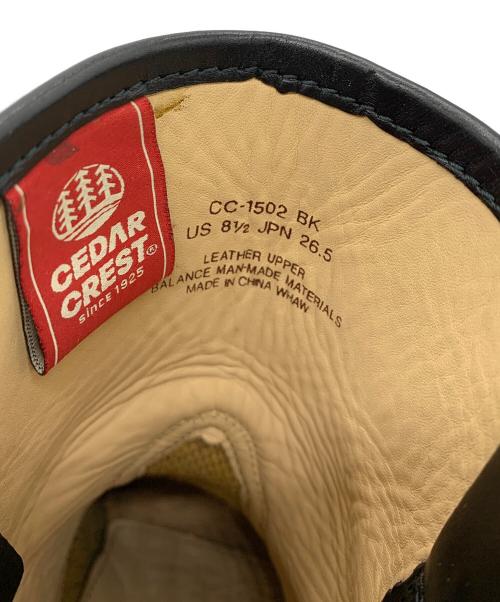 CEDAR
CREST®
since 1925
CC-1502 BK
US 8½ JPN 26.5
LEATHER UPPER
BALANCE MAN-MADE MATERIALS
MADE IN CHINA WHAW